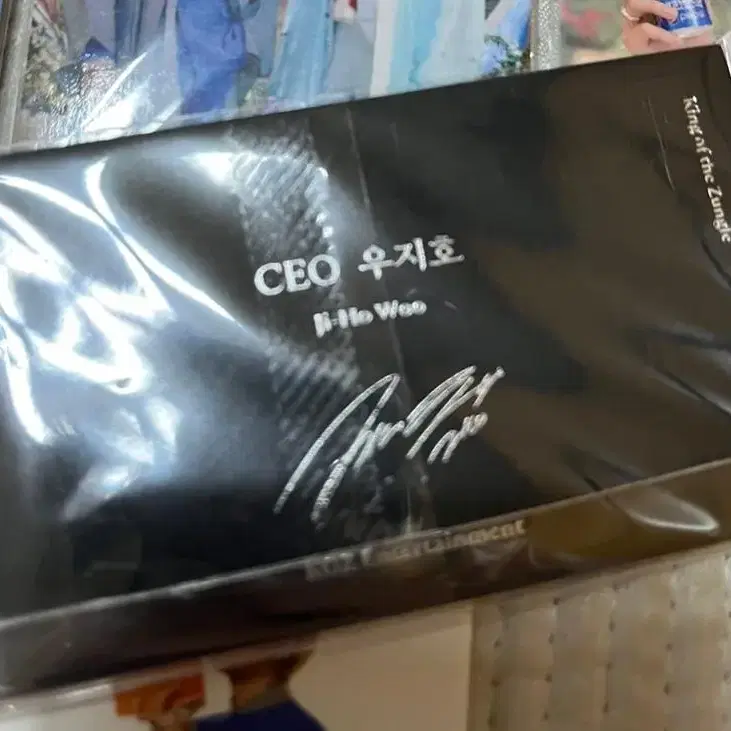 King of the Zungle
CEO 우지호
Ji-Ho Woo
KOZ Entertainment